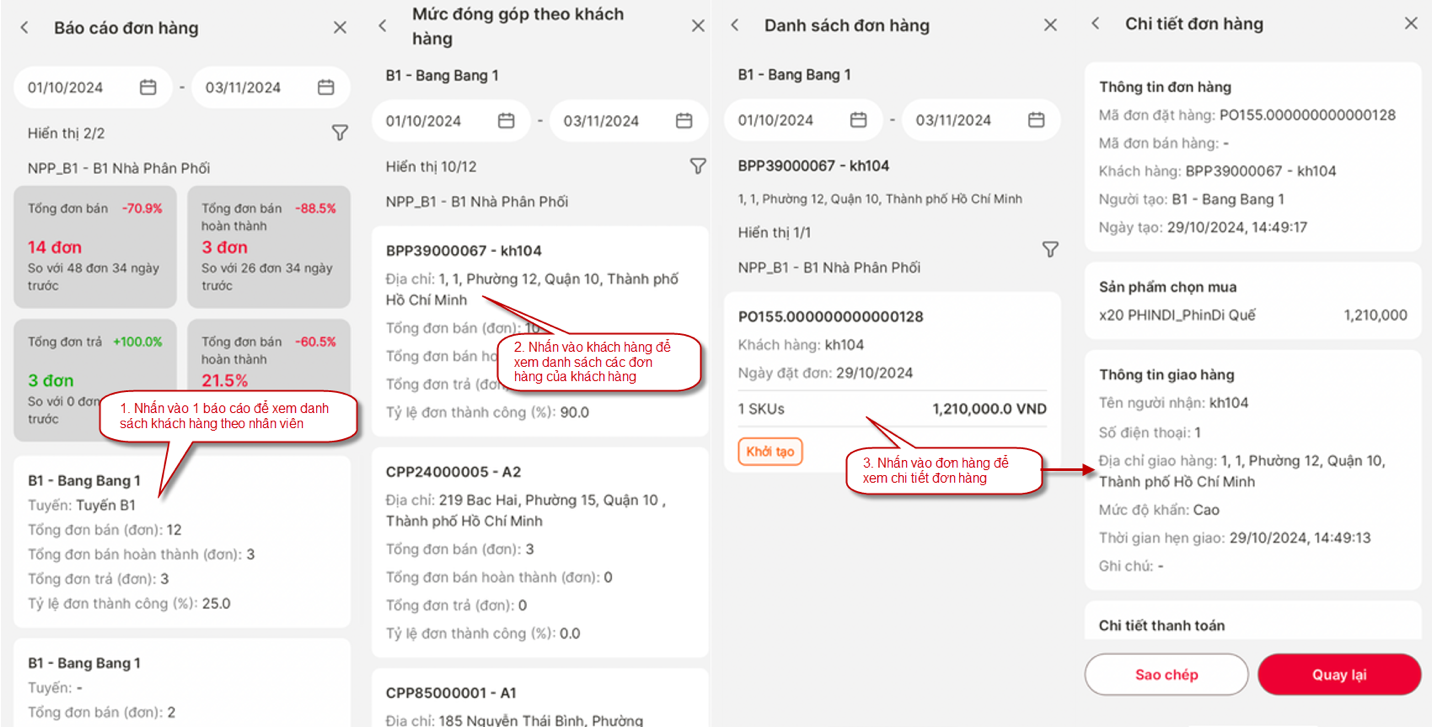 Báo cáo đơn hàng
01/10/2024 - 03/11/2024
Hiển thị 2/2
NPP_B1 - B1 Nhà Phân Phối
Tổng đơn bán -70.9%
14 đơn
So với 48 đơn 34 ngày
trước
Tổng đơn bán -88.5%
hoàn thành
3 đơn
So với 26 đơn 34 ngày
trước
Tổng đơn trả +100.0%
3 đơn
So với 0 đơn
trước
Tổng đơn bán -60.5%
hoàn thành
21.5%
1. Nhấn vào 1 báo cáo để xem danh
sách khách hàng theo nhân viên
B1 - Bang Bang 1
Tuyến: Tuyến B1
Tổng đơn bán (đơn): 12
Tổng đơn bán hoàn thành (đơn): 3
Tổng đơn trả (đơn): 3
Tỷ lệ đơn thành công (%): 25.0
B1 - Bang Bang 1
Tuyến: -
Tổng đơn bán (đơn): 2
Mức đóng góp theo khách
hàng
B1 - Bang Bang 1
01/10/2024 - 03/11/2024
Hiển thị 10/12
NPP_B1 - B1 Nhà Phân Phối
BPP39000067 - kh104
Địa chỉ: 1, 1, Phường 12, Quận 10, Thành phố
Hồ Chí Minh
Tổng đơn bán (đơn): 10
Tổng đơn bán ho
Tổng đơn trả (đơn
Tỷ lệ đơn thành công (%): 90.0
2. Nhấn vào khách hàng để
xem danh sách các đơn
hàng của khách hàng
CPP24000005 - A2
Địa chỉ: 219 Bac Hai, Phường 15, Quận 10 ,
Thành phố Hồ Chí Minh
Tổng đơn bán (đơn): 3
Tổng đơn bán hoàn thành (đơn): 0
Tổng đơn trả (đơn): 0
Tỷ lệ đơn thành công (%): 0.0
CPP85000001 - A1
Địa chỉ: 185 Nguyễn Thái Bình, Phường
Danh sách đơn hàng
B1 - Bang Bang 1
01/10/2024 - 03/11/2024
BPP39000067 - kh104
1, 1, Phường 12, Quận 10, Thành phố Hồ Chí Minh
Hiển thị 1/1
NPP_B1 - B1 Nhà Phân Phối
PO155.000000000000128
Khách hàng: kh104
Ngày đặt đơn: 29/10/2024
1 SKUs 1,210,000.0 VND
Khởi tạo
3. Nhấn vào đơn hàng để
xem chi tiết đơn hàng
Chi tiết đơn hàng
Thông tin đơn hàng
Mã đơn đặt hàng: PO155.000000000000128
Mã đơn bán hàng: -
Khách hàng: BPP39000067 - kh104
Người tạo: B1 - Bang Bang 1
Ngày tạo: 29/10/2024, 14:49:17
Sản phẩm chọn mua
x20 PHINDI_PhinDi Quế 1,210,000
Thông tin giao hàng
Tên người nhận: kh104
Số điện thoại: 1
Địa chỉ giao hàng: 1, 1, Phường 12, Quận 10,
Thành phố Hồ Chí Minh
Mức độ khẩn: Cao
Thời gian hẹn giao: 29/10/2024, 14:49:13
Ghi chú: -
Chi tiết thanh toán
Sao chép
Quay lại